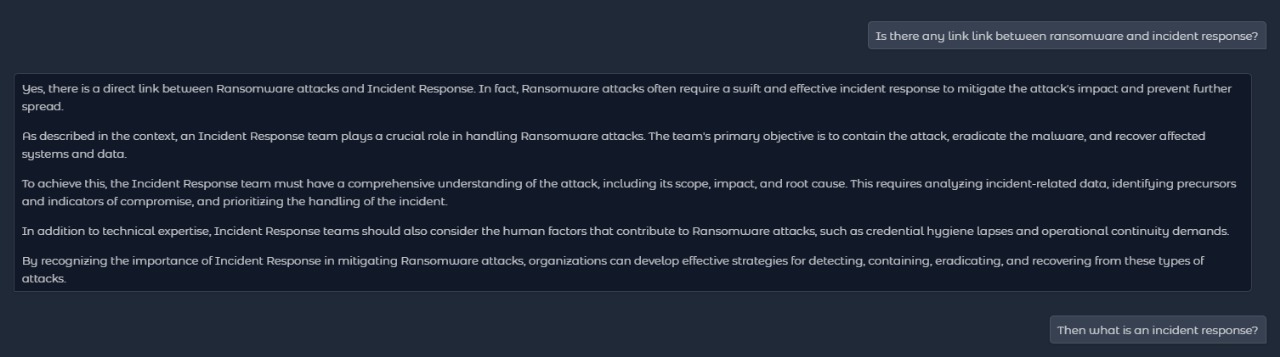 Is there any link link between ransomware and incident response?
Yes, there is a direct link between Ransomware attacks and Incident Response. In fact, Ransomware attacks often require a swift and effective incident response to mitigate the attack's impact and prevent further
spread.
As described in the context, an Incident Response team plays a crucial role in handling Ransomware attacks. The team's primary objective is to contain the attack, eradicate the malware, and recover affected
systems and data.
To achieve this, the Incident Response team must have a comprehensive understanding of the attack, including its scope, impact, and root cause. This requires analyzing incident-related data, identifying precursors
and indicators of compromise, and prioritizing the handling of the incident.
In addition to technical expertise, Incident Response teams should also consider the human factors that contribute to Ransomware attacks, such as credential hygiene lapses and operational continuity demands.
By recognizing the importance of Incident Response in mitigating Ransomware attacks, organizations can develop effective strategies for detecting, containing, eradicating, and recovering from these types of
attacks.
Then what is an incident response?